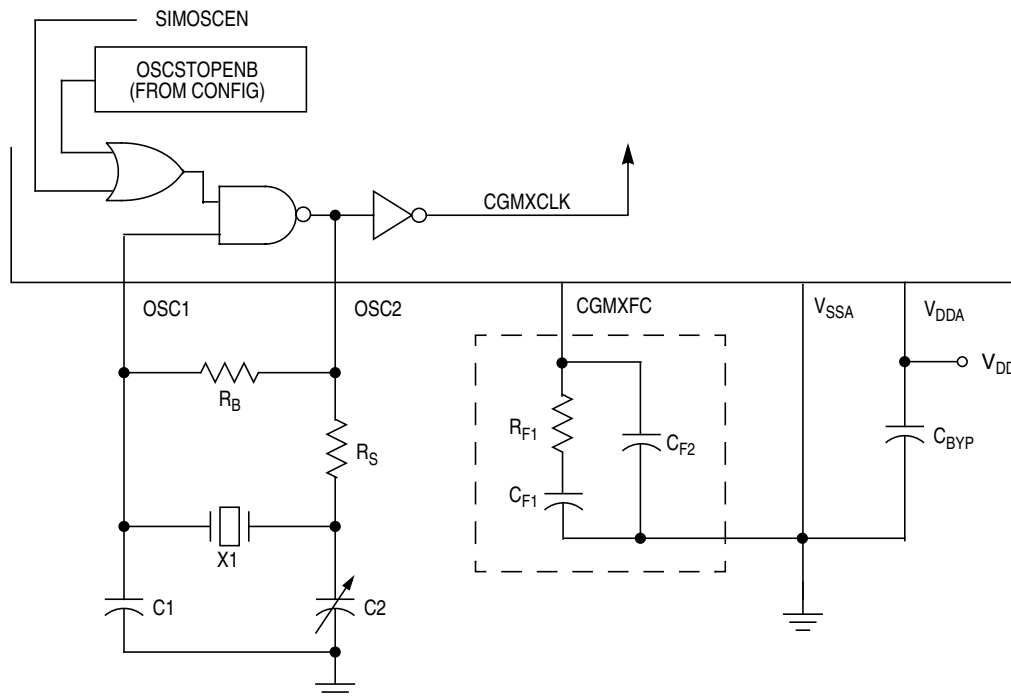 SIMOSCEN
OSCSTOPENB
(FROM CONFIG)
CGMXCLK
OSC1
OSC2
CGMXFC
VSSA
VDDA
VDD
RB
RS
RF1
CF2
CBYP
CF1
X1
C1
C2